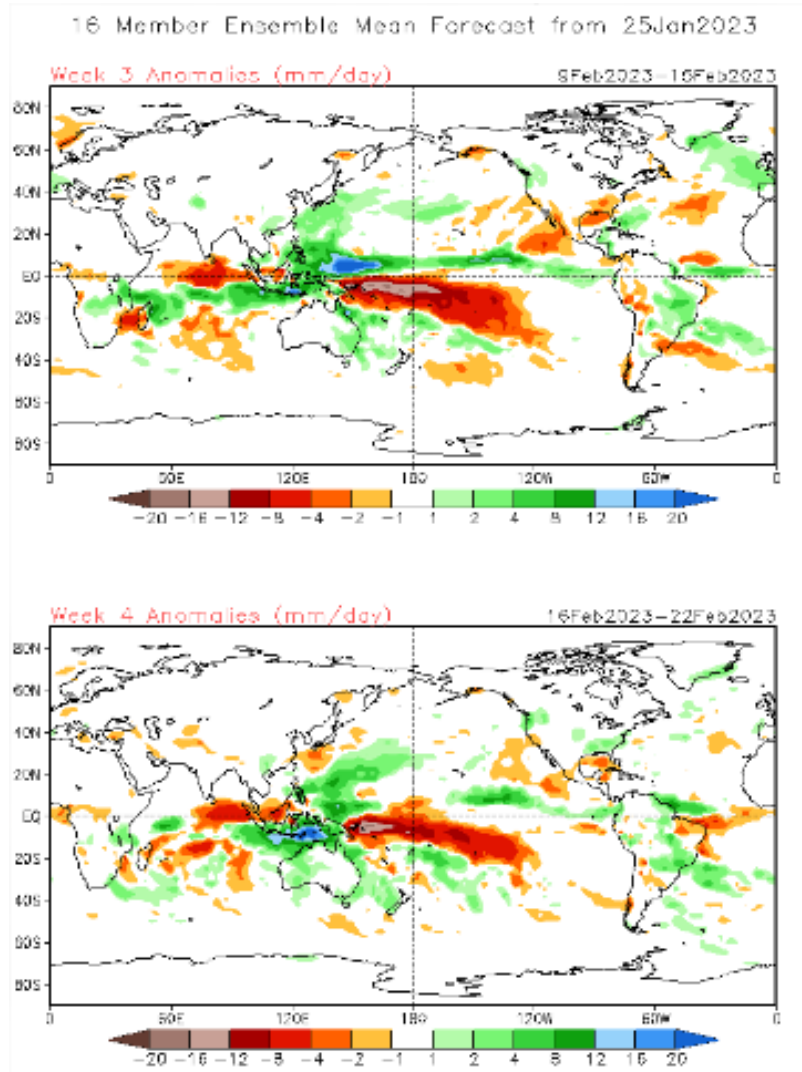 16 Member Ensemble Mean Forecast from 25Jan2023
Week 3 Anomalies (mm/day) 9Feb2023-15Feb2023
80N
60N
40N
20N
EQ
20S
40S
60S
80S
0 60E 120E 180 120W 60W 0
-20 -16 -12 -8 -4 -2 -1 1 2 4 8 12 16 20
Week 4 Anomalies (mm/day) 16Feb2023-22Feb2023
80N
60N
40N
20N
EQ
20S
40S
60S
80S
0 60E 120E 180 120W 60W 0
-20 -16 -12 -8 -4 -2 -1 1 2 4 8 12 16 20